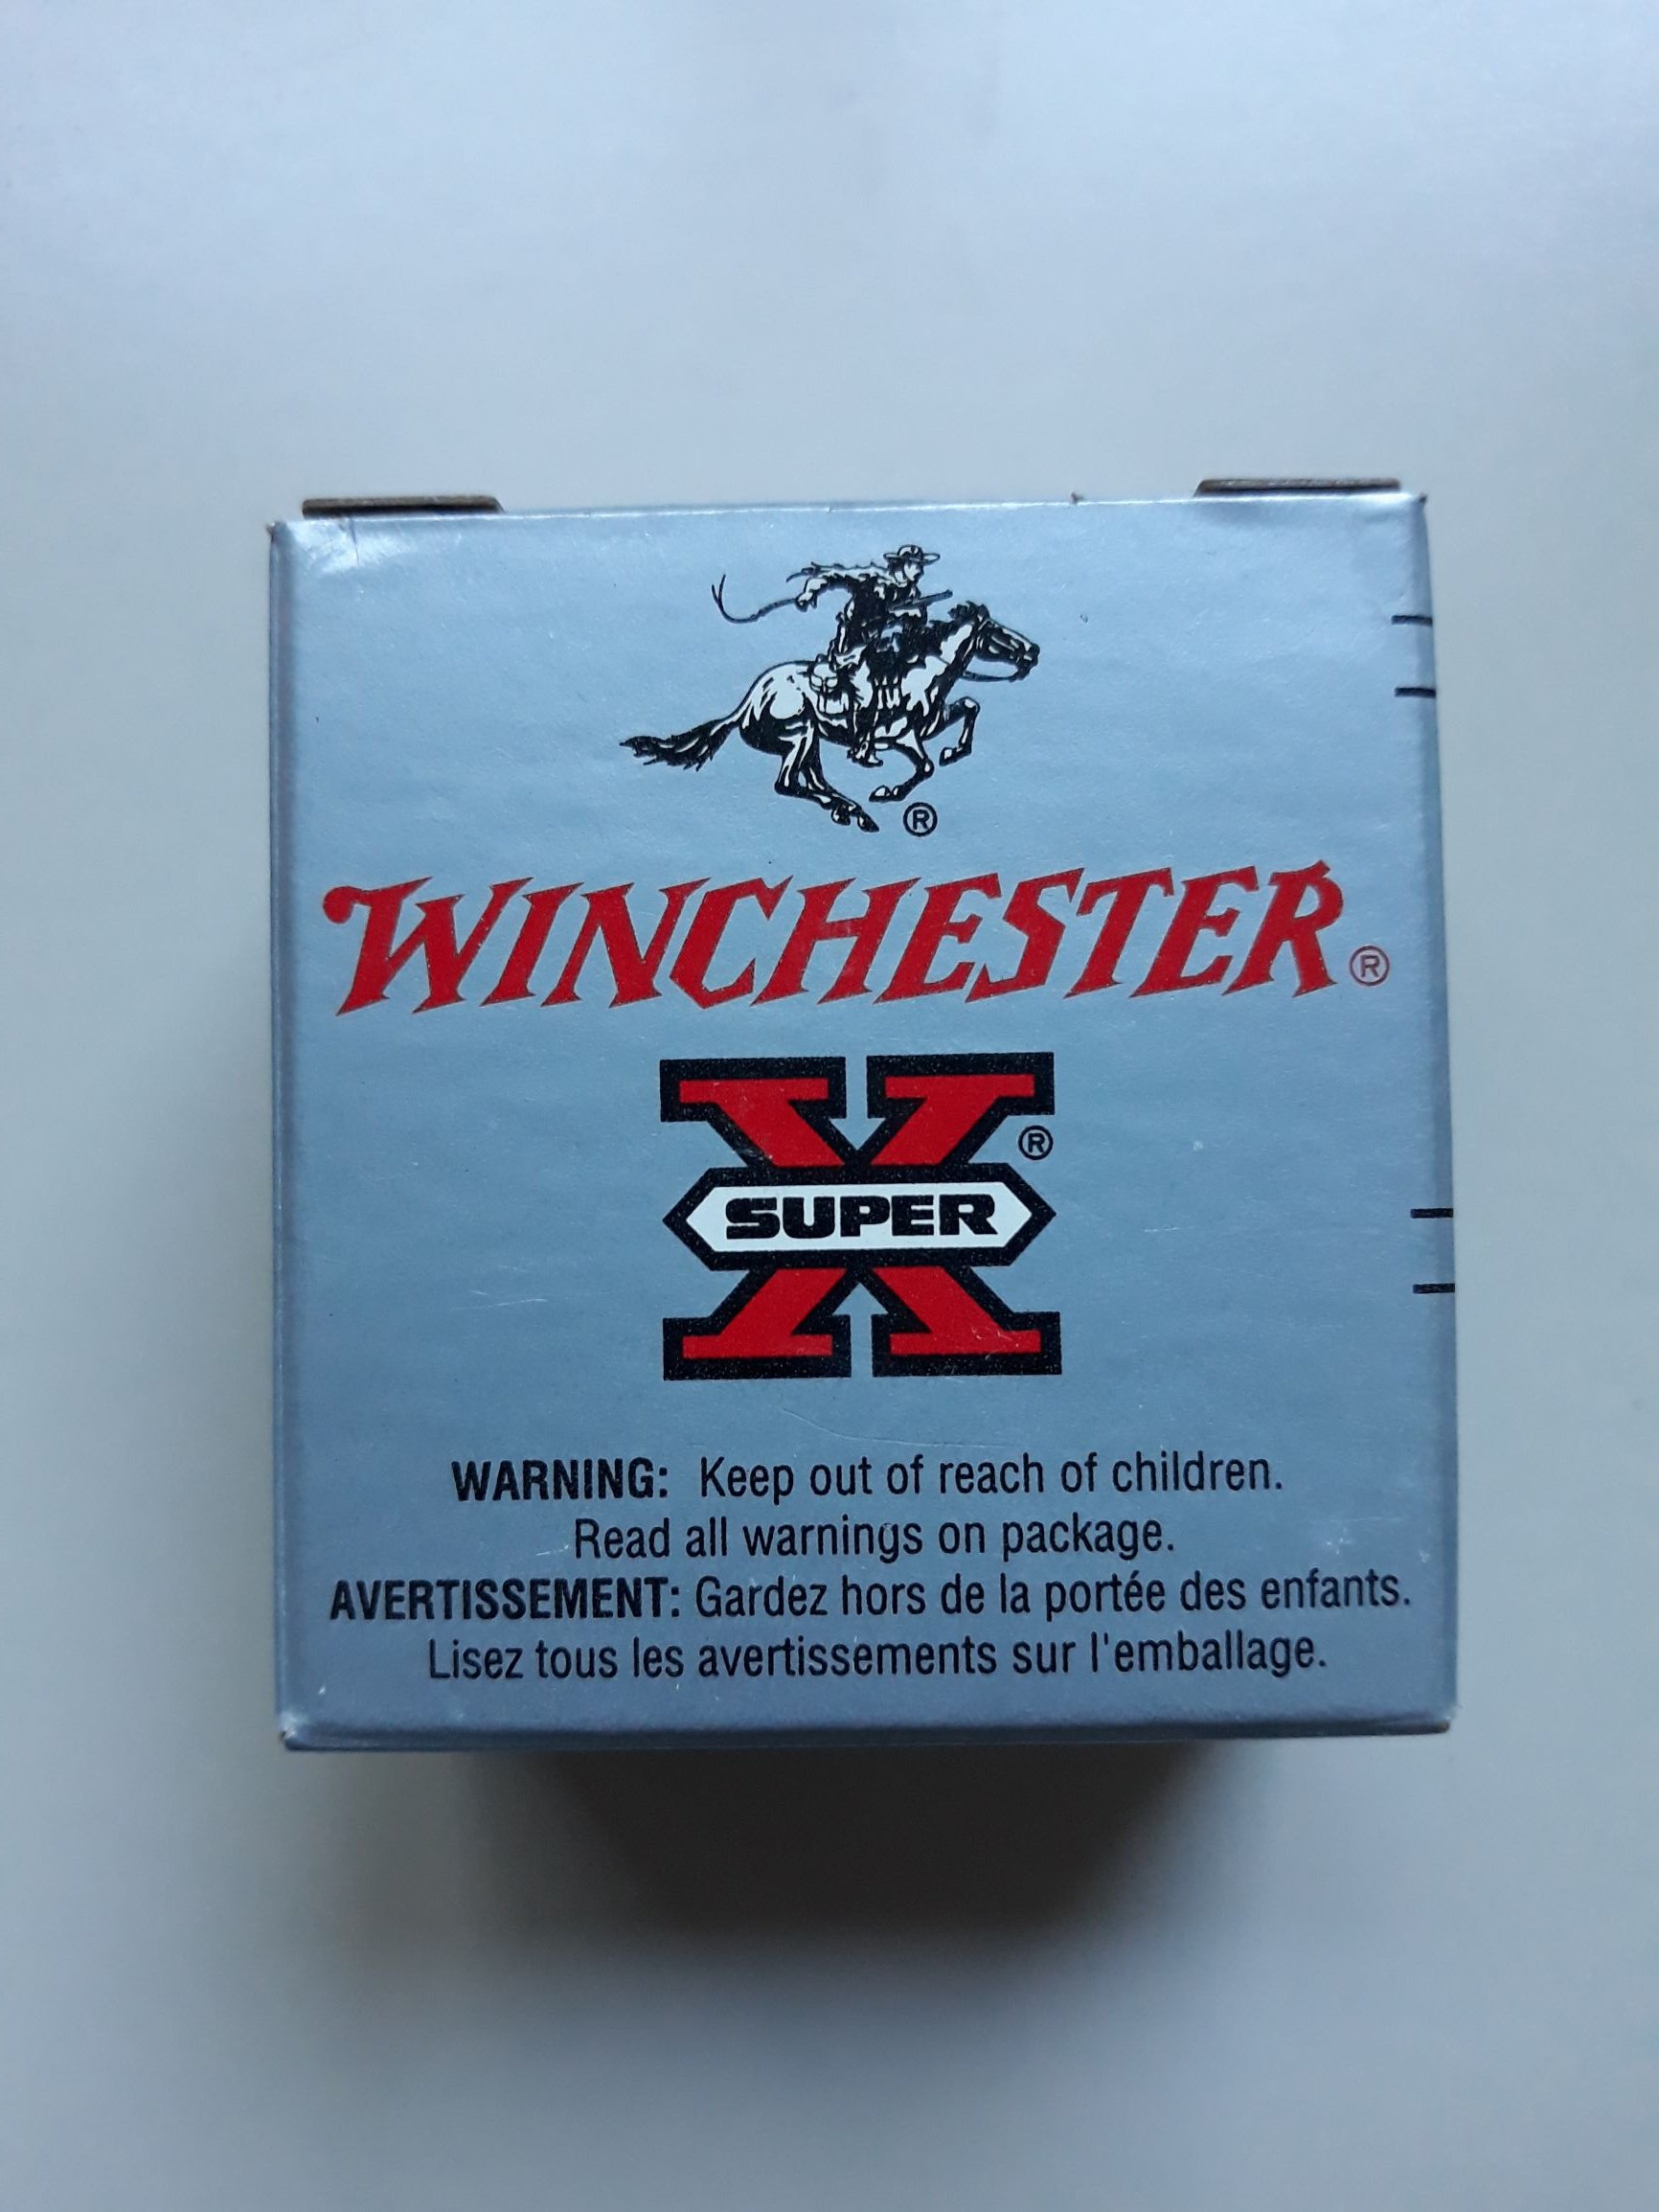 ®
WINCHESTER®
X®
SUPER
WARNING: Keep out of reach of children.
Read all warnings on package.
AVERTISSEMENT: Gardez hors de la portée des enfants.
Lisez tous les avertissements sur l'emballage.